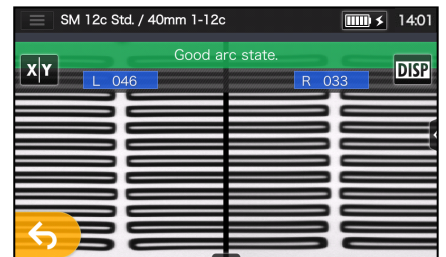 SM 12c Std. / 40mm 1-12c
14:01
Good arc state.
X|Y
DISP
L 046
R 033